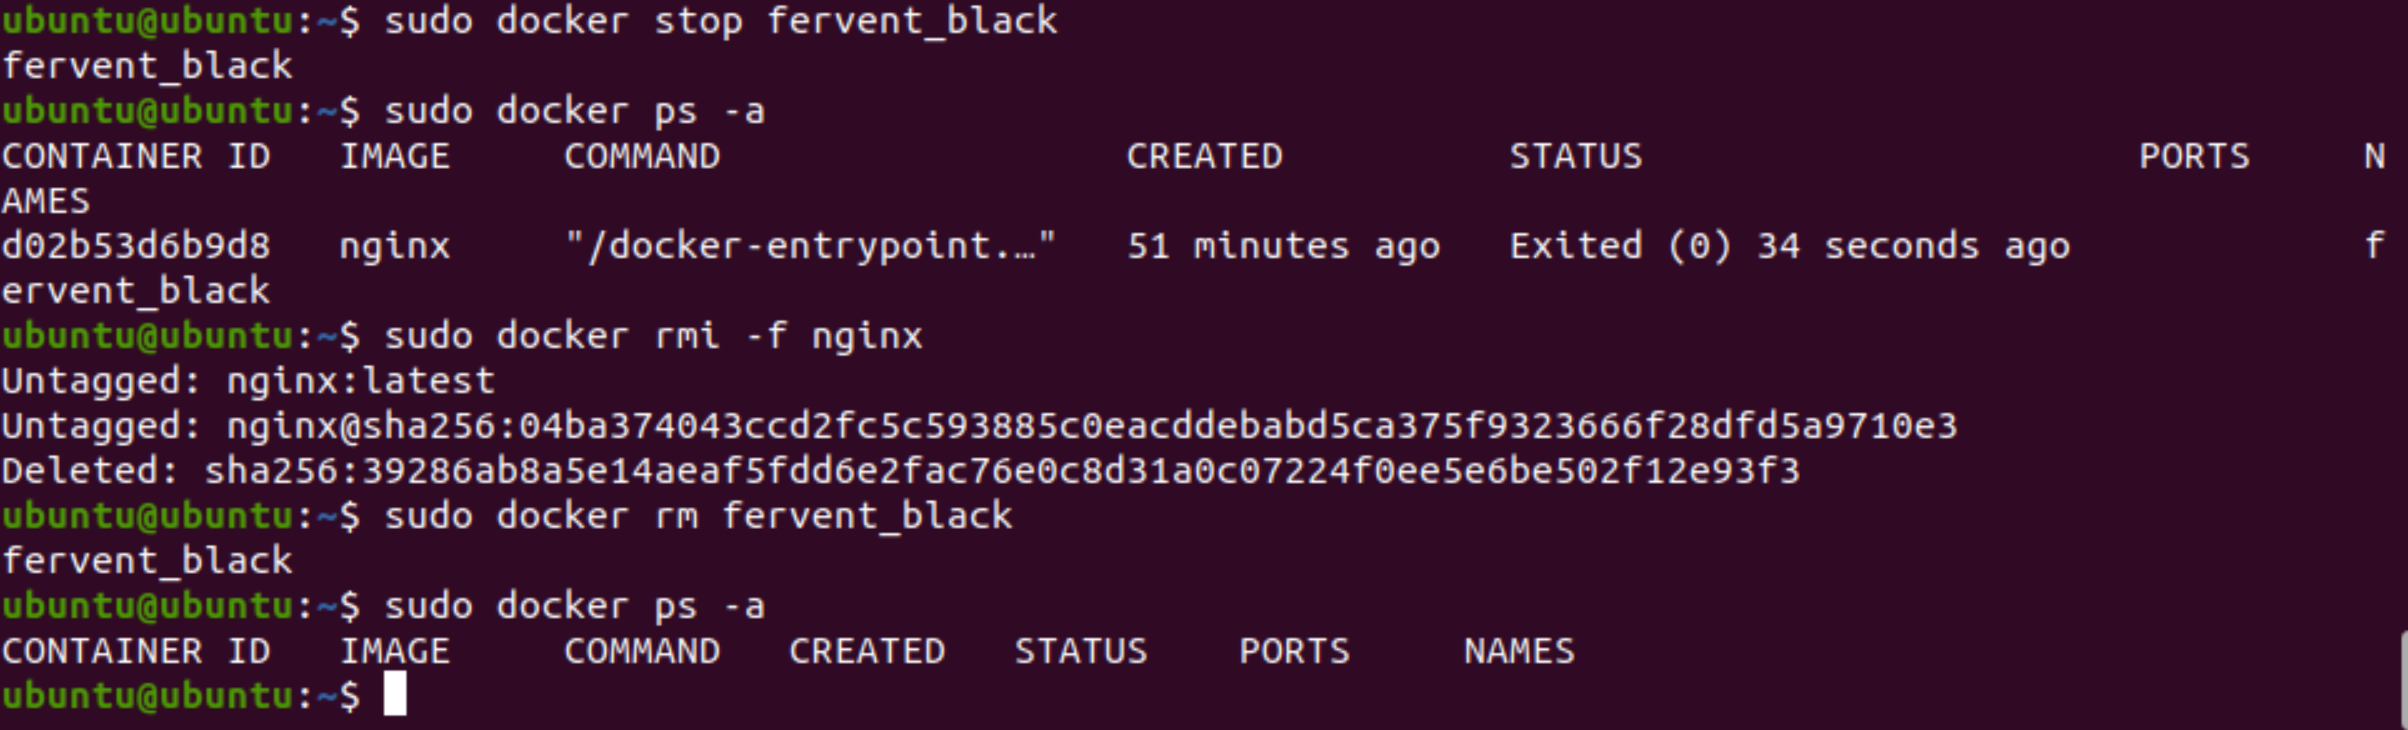 ubuntu@ubuntu:~$ sudo docker stop fervent_black
fervent_black
ubuntu@ubuntu:~$ sudo docker ps -a
CONTAINER ID   IMAGE     COMMAND                  CREATED          STATUS                      PORTS     N
AMES
d02b53d6b9d8   nginx     "/docker-entrypoint.…"   51 minutes ago   Exited (0) 34 seconds ago             f
ervent_black
ubuntu@ubuntu:~$ sudo docker rmi -f nginx
Untagged: nginx:latest
Untagged: nginx@sha256:04ba374043ccd2fc5c593885c0eacddebabd5ca375f9323666f28dfd5a9710e3
Deleted: sha256:39286ab8a5e14aeaf5fdd6e2fac76e0c8d31a0c07224f0ee5e6be502f12e93f3
ubuntu@ubuntu:~$ sudo docker rm fervent_black
fervent_black
ubuntu@ubuntu:~$ sudo docker ps -a
CONTAINER ID   IMAGE     COMMAND   CREATED   STATUS    PORTS     NAMES
ubuntu@ubuntu:~$